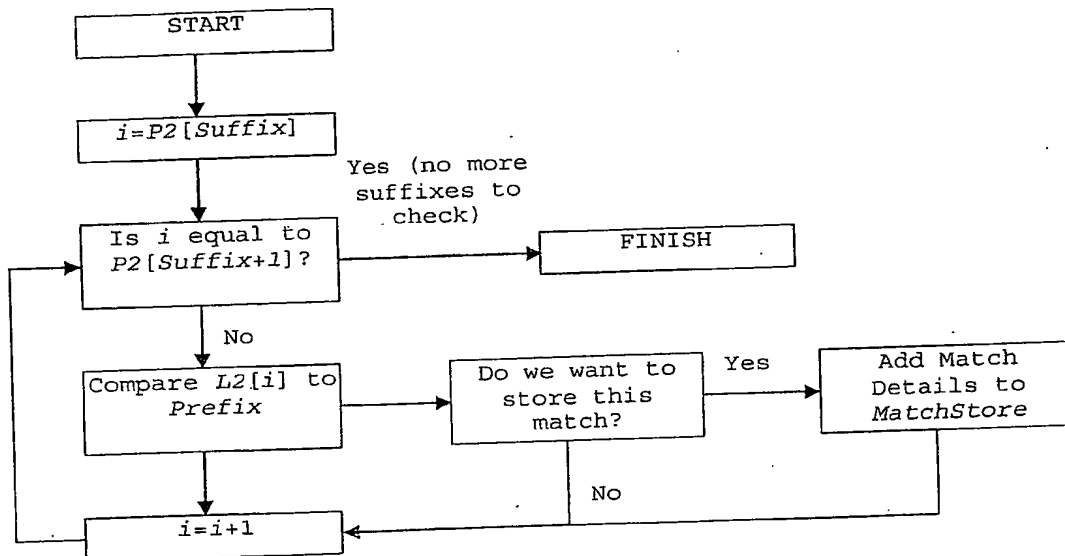 START
i=P2[Suffix]
Yes (no more
suffixes to
check)
Is i equal to
P2[Suffix+1]?
FINISH
No
Compare L2[i] to
Prefix
Do we want to
store this
match?
Yes
Add Match
Details to
MatchStore
No
i=i+1